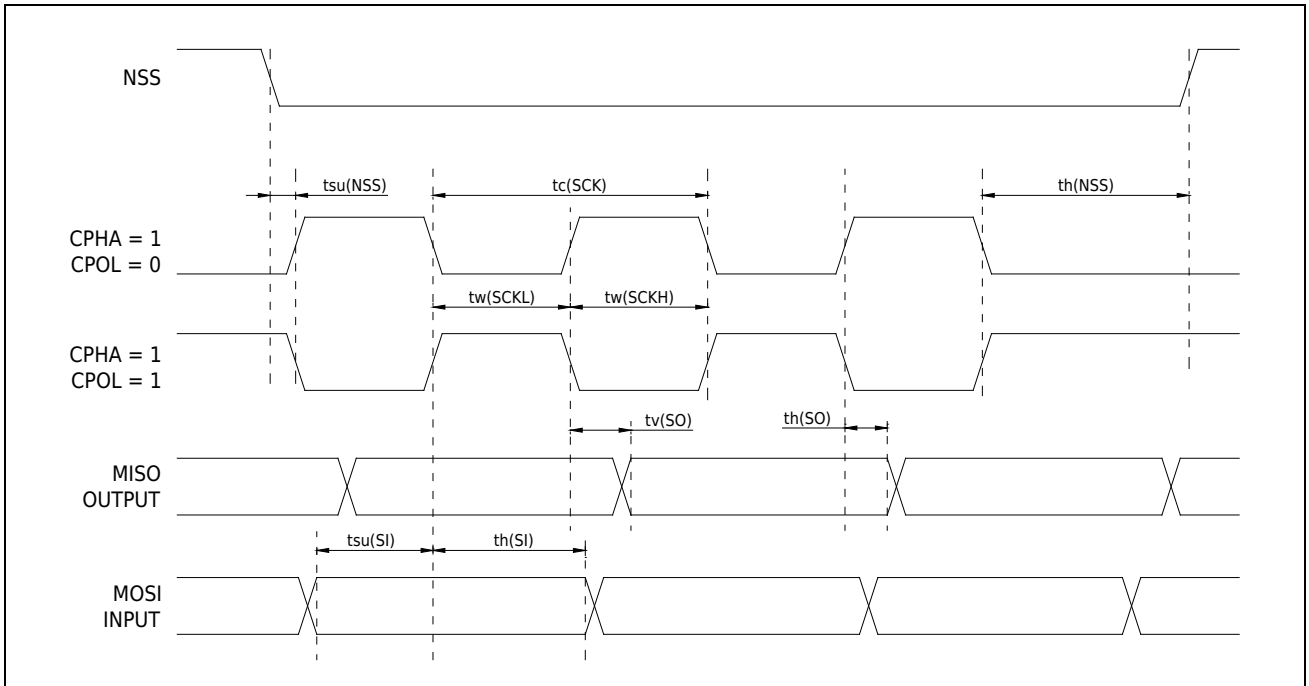 NSS
tsu(NSS)
tc(SCK)
th(NSS)
CPHA = 1
CPOL = 0
tw(SCKL)
tw(SCKH)
CPHA = 1
CPOL = 1
tv(SO)
th(SO)
MISO
OUTPUT
tsu(SI)
th(SI)
MOSI
INPUT